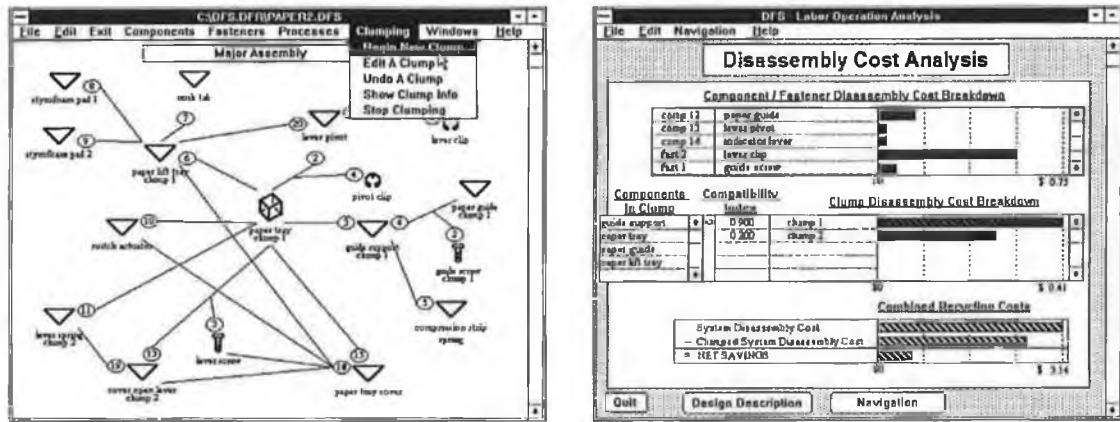 C:\DFS.DFR\PAPER2.DFS
File Edit Exit Components Fasteners Processes Clumping Windows Help
Major Assembly
Begin New Clump
Edit A Clump
Undo A Clump
Show Clump Info
Stop Clumping
styrofoam pad 1
lever pivot
lever clip
styrofoam pad 2
paper lift tray
clump 1
pivot clip
paper guide
clump 1
paper tray
clump 1
switch actuator
guide support
clump 1
guide screw
clump 1
compression strip
spring
lever spring
clump 2
lever screw
cover open lever
clump 2
paper tray cover
DFS - Labor Operation Analysis
File Edit Navigation Help
Disassembly Cost Analysis
Component / Fastener Disassembly Cost Breakdown
comp 12 paper guide
comp 13 lever pivot
comp 14 indicator lever
fast 2 lever clip
fast 1 guide screw
$0 $ 0.73
Components
In Clump
Compatibility
Index
Clump Disassembly Cost Breakdown
guide support 0.900 clump 1
paper tray 0.200 clump 2
paper guide
paper lift tray
$0 $ 0.41
Combined Recycling Costs
System Disassembly Cost
– Changed System Disassembly Cost
= NET SAVINGS
$0
Quit Design Description Navigation